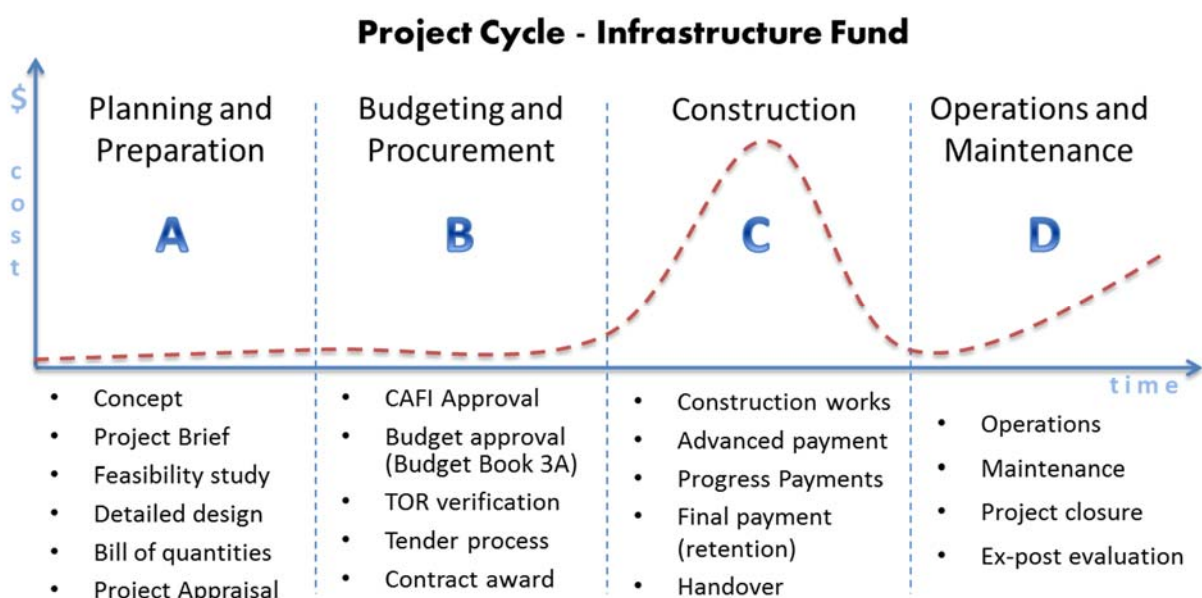 Project Cycle - Infrastructure Fund
$
cost
Planning and
Preparation
A
Budgeting and
Procurement
B
Construction
C
Operations and
Maintenance
D
time
• Concept
• Project Brief
• Feasibility study
• Detailed design
• Bill of quantities
• Project Appraisal
• CAFI Approval
• Budget approval
(Budget Book 3A)
• TOR verification
• Tender process
• Contract award
• Construction works
• Advanced payment
• Progress Payments
• Final payment
(retention)
• Handover
• Operations
• Maintenance
• Project closure
• Ex-post evaluation